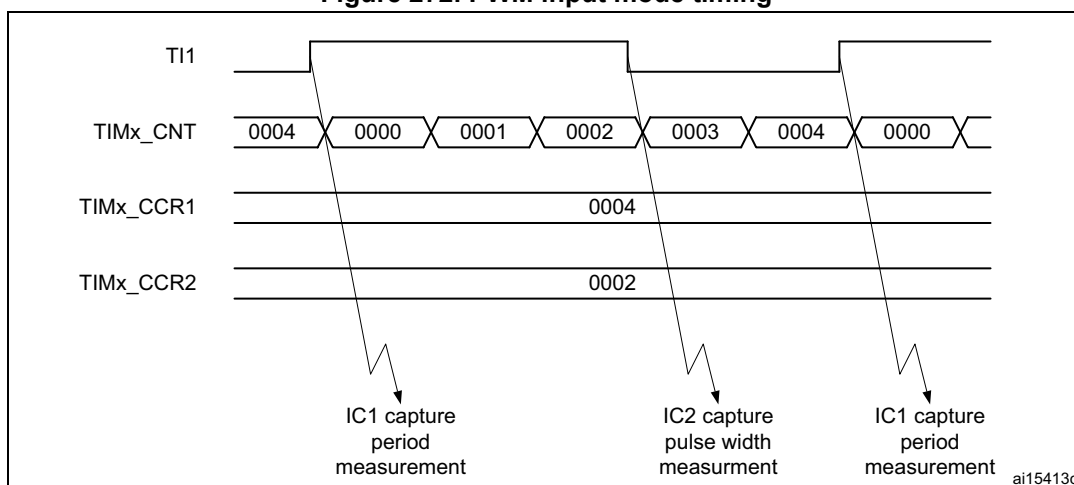 Figure 272. PWM input mode timing
TI1
TIMx_CNT 0004 0000 0001 0002 0003 0004 0000
TIMx_CCR1 0004
TIMx_CCR2 0002
IC1 capture
period
measurement
IC2 capture
pulse width
measurment
IC1 capture
period
measurement
ai15413c